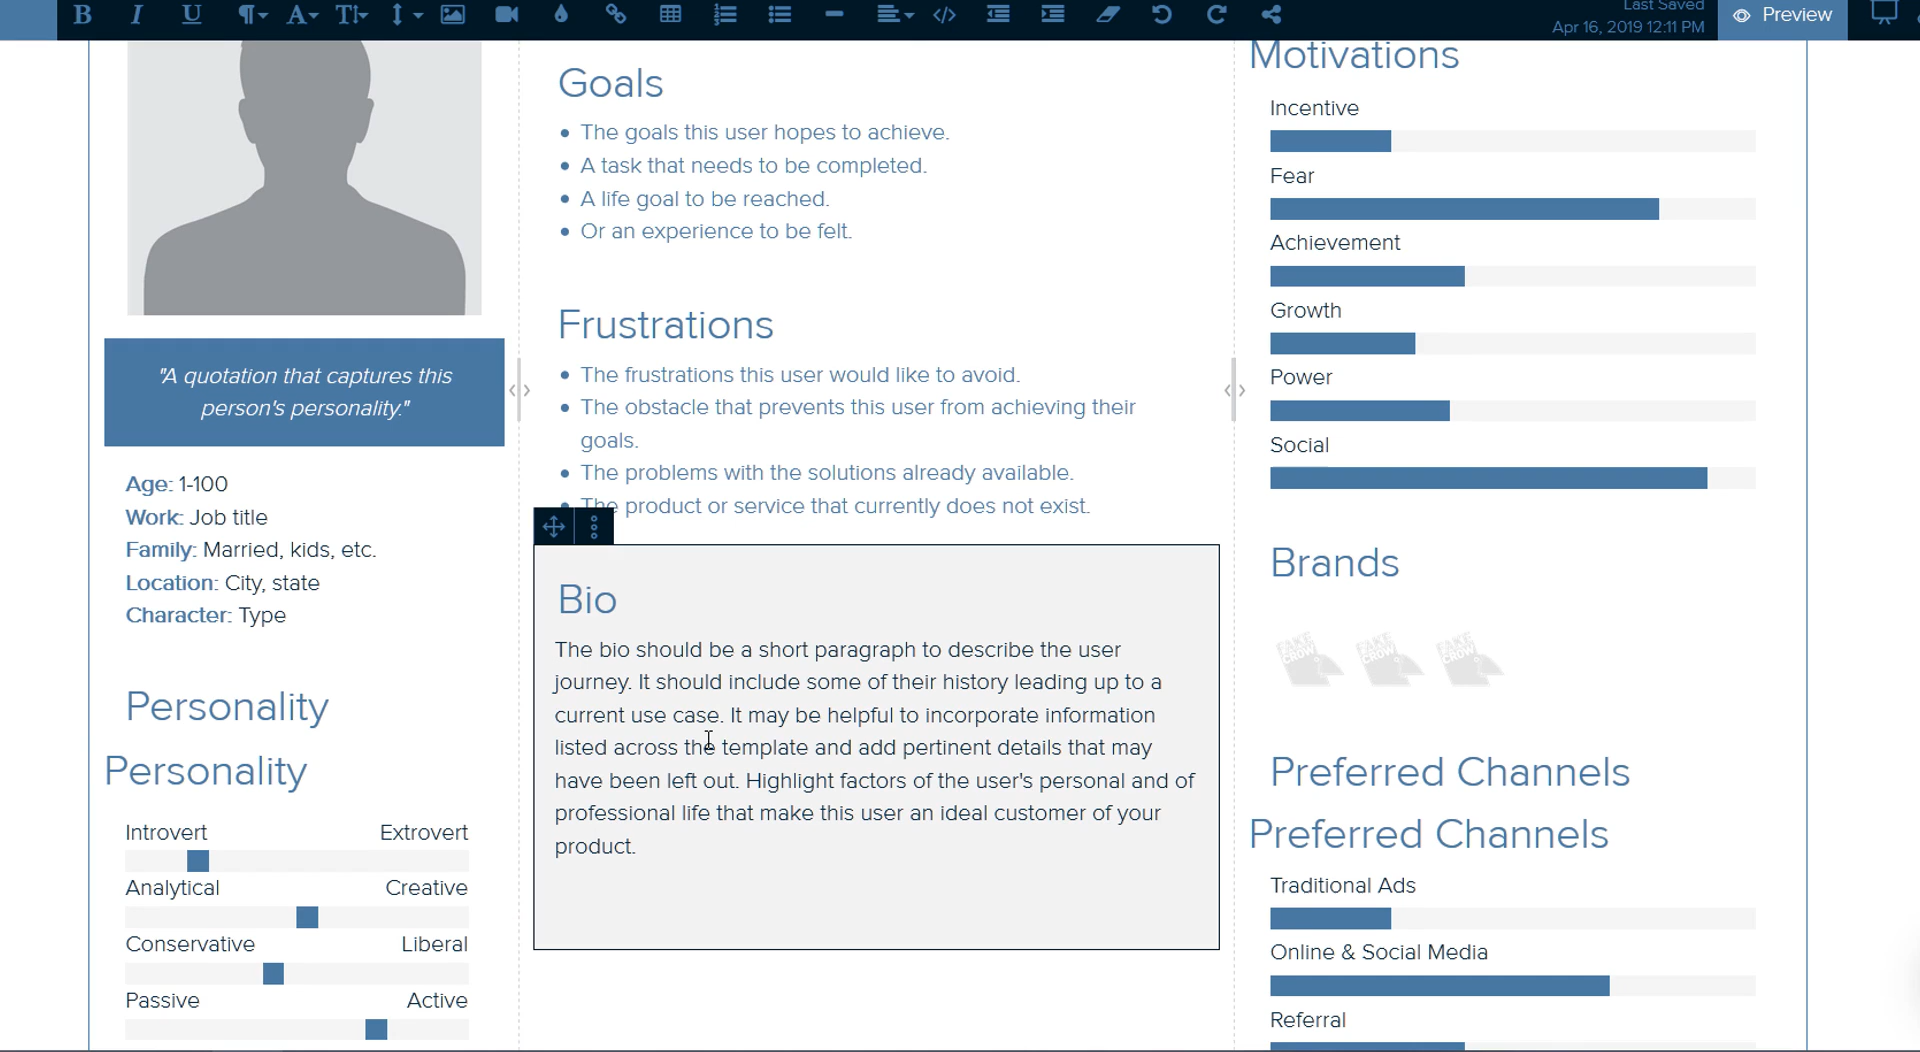 Last Saved
Apr 16, 2019 12:11 PM
Preview
"A quotation that captures this
person's personality."
Age: 1-100
Work: Job title
Family: Married, kids, etc.
Location: City, state
Character: Type
Personality
Personality
Introvert Extrovert
Analytical Creative
Conservative Liberal
Passive Active
Goals
The goals this user hopes to achieve.
A task that needs to be completed.
A life goal to be reached.
Or an experience to be felt.
Frustrations
The frustrations this user would like to avoid.
The obstacle that prevents this user from achieving their
goals.
The problems with the solutions already available.
The product or service that currently does not exist.
Bio
The bio should be a short paragraph to describe the user
journey. It should include some of their history leading up to a
current use case. It may be helpful to incorporate information
listed across the template and add pertinent details that may
have been left out. Highlight factors of the user's personal and of
professional life that make this user an ideal customer of your
product.
Motivations
Incentive
Fear
Achievement
Growth
Power
Social
Brands
FAKE
CROW
FAKE
CROW
FAKE
CROW
Preferred Channels
Preferred Channels
Traditional Ads
Online & Social Media
Referral